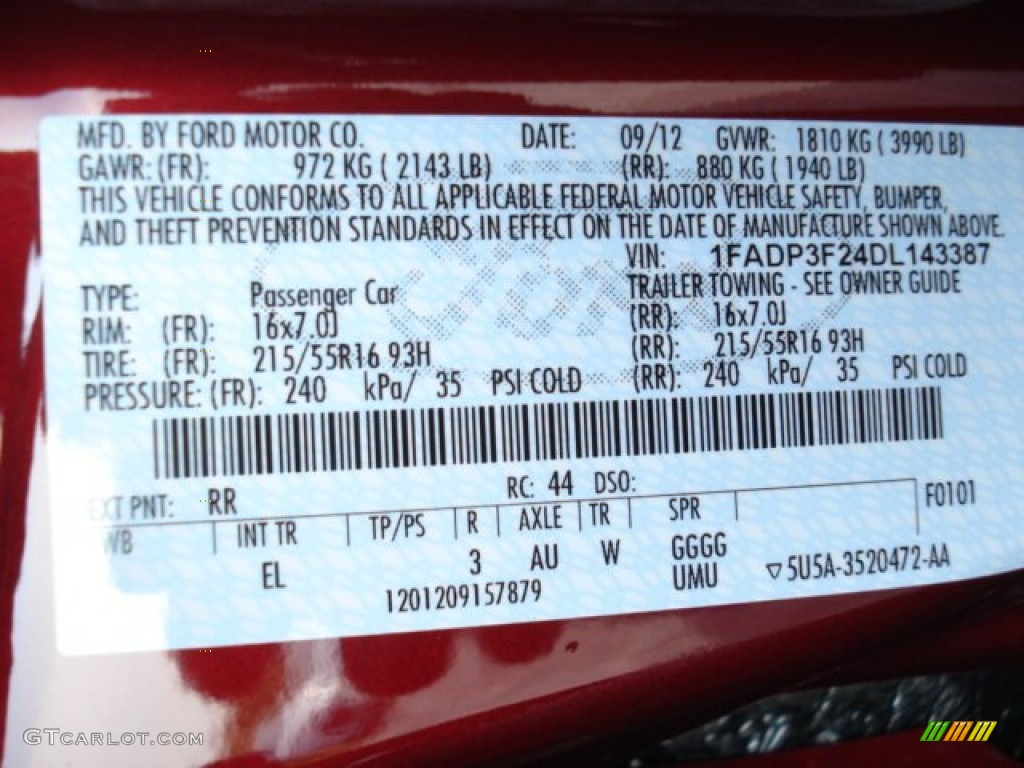 MFD. BY FORD MOTOR CO. DATE: 09/12 GVWR: 1810 KG ( 3990 LB)
GAWR: (FR): 972 KG ( 2143 LB) (RR): 880 KG ( 1940 LB)
THIS VEHICLE CONFORMS TO ALL APPLICABLE FEDERAL MOTOR VEHICLE SAFETY, BUMPER,
AND THEFT PREVENTION STANDARDS IN EFFECT ON THE DATE OF MANUFACTURE SHOWN ABOVE.
VIN: 1FADP3F24DL143387
TYPE: Passenger Car TRAILER TOWING - SEE OWNER GUIDE
RIM: (FR): 16x7.0J (RR): 16x7.0J
TIRE: (FR): 215/55R16 93H (RR): 215/55R16 93H
PRESSURE: (FR): 240 kPa/ 35 PSI COLD (RR): 240 kPa/ 35 PSI COLD
EXT PNT: RR RC: 44 DSO:
WB INT TR TP/PS R AXLE TR SPR F0101
EL 3 AU W GGGG
UMU ▽5U5A-3520472-AA
1201209157879
GTCARLOT.COM